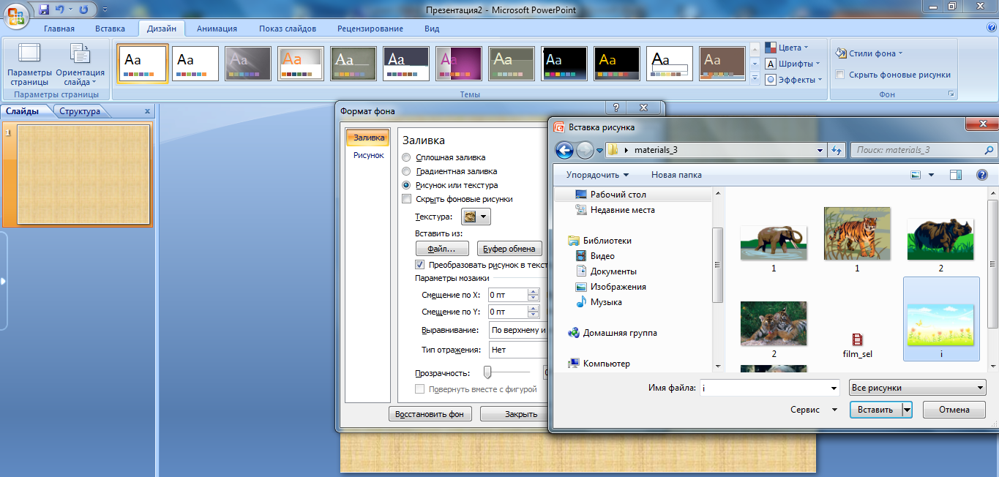 Презентация2 - Microsoft PowerPoint
Главная Вставка Дизайн Анимация Показ слайдов Рецензирование Вид
Aa Aa Aa Aa Aa Aa Aa Aa Aa Aa Aa Aa
Параметры страницы
Ориентация слайда
Цвета
Шрифты
Эффекты
Стили фона
Скрыть фоновые рисунки
Параметры страницы Темы Фон
Слайды Структура x
1
Формат фона
?
Заливка
Рисунок
Заливка
Сплошная заливка
Градиентная заливка
Рисунок или текстура
Скрыть фоновые рисунки
Текстура:
Вставить из:
Файл... Буфер обмена
Преобразовать рисунок в текст
Параметры мозаики
Смещение по X: 0 пт
Смещение по Y: 0 пт
Выравнивание: По верхнему и
Тип отражения: Нет
Прозрачность:
Повернуть вместе с фигурой
Восстановить фон Закрыть
Вставка рисунка
materials_3
Поиск: materials_3
Упорядочить Новая папка
Рабочий стол
Недавние места
Библиотеки
Видео
Документы
Изображения
Музыка
Домашняя группа
Компьютер
1 1 2
2 film_sel i
Имя файла: i Все рисунки
Сервис Вставить Отмена